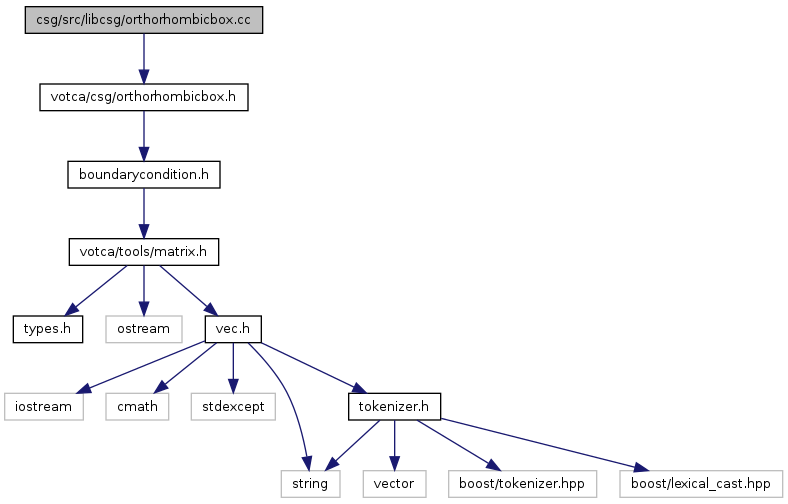 csg/src/libcsg/orthorhombicbox.cc
votca/csg/orthorhombicbox.h
boundarycondition.h
votca/tools/matrix.h
types.h
ostream
vec.h
iostream
cmath
stdexcept
tokenizer.h
string
vector
boost/tokenizer.hpp
boost/lexical_cast.hpp